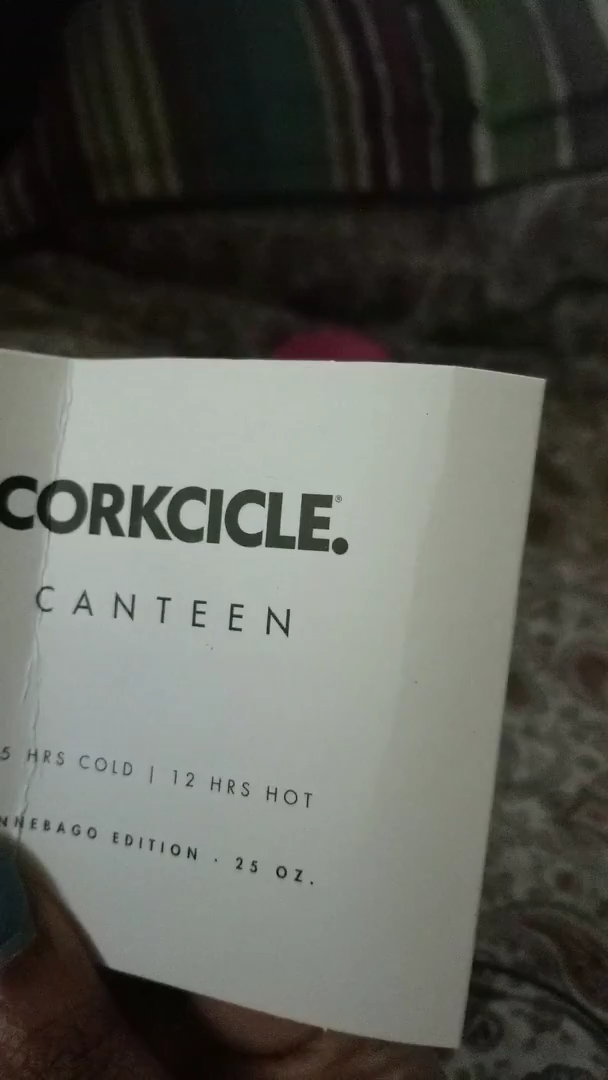 CORKCICLE.®
CANTEEN
5 HRS COLD | 12 HRS HOT
NNEBAGO EDITION · 25 OZ.